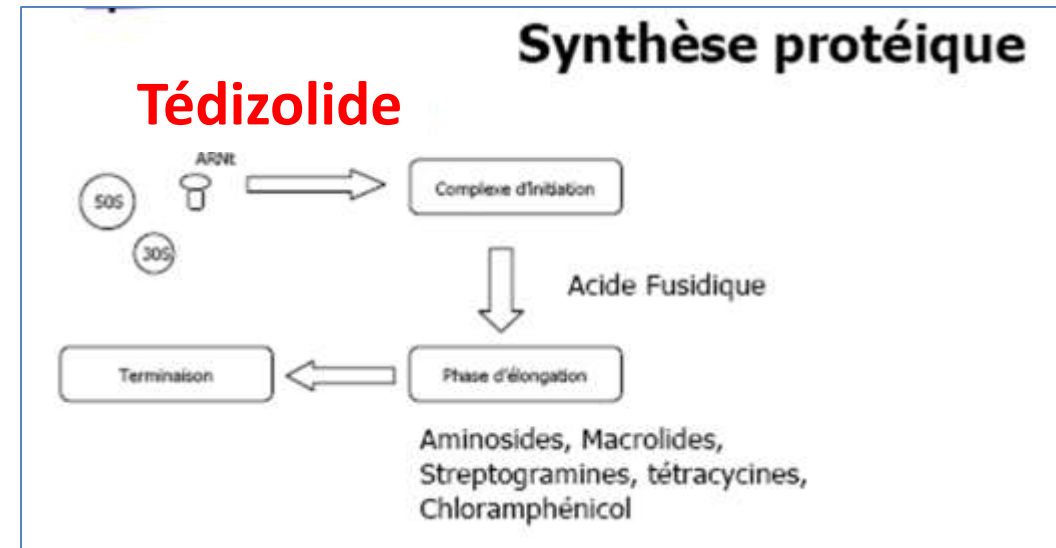 Synthèse protéique
Tédizolide
ARNt
50S
30S
Complexe d'Initiation
Acide Fusidique
Terminaison
Phase d'élongation
Aminosides, Macrolides,
Streptogramines, tétracycines,
Chloramphénicol